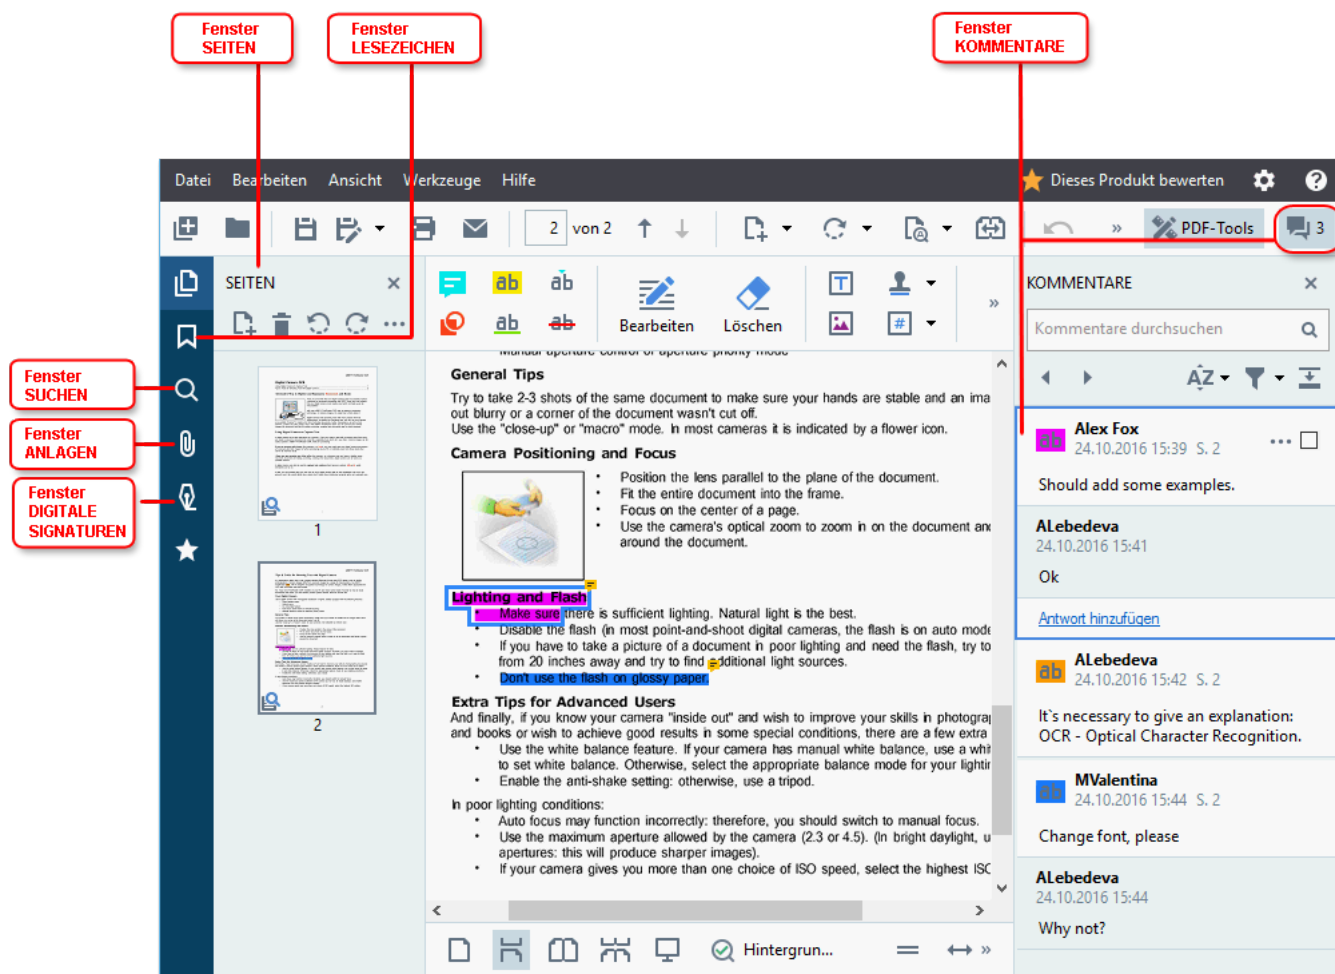 Fenster
SEITEN
Fenster
LESEZEICHEN
Fenster
KOMMENTARE
Datei Bearbeiten Ansicht Werkzeuge Hilfe
Dieses Produkt bewerten
2 von 2
» PDF-Tools 3
SEITEN
ab ab
ab ab
Bearbeiten Löschen
T
#
»
KOMMENTARE
Kommentare durchsuchen
AZ
Fenster
SUCHEN
Fenster
ANLAGEN
Fenster
DIGITALE
SIGNATUREN
1
2
Manual aperture control or aperture priority mode
General Tips
Try to take 2-3 shots of the same document to make sure your hands are stable and an ima
out blurry or a corner of the document wasn't cut off.
Use the "close-up" or "macro" mode. In most cameras it is indicated by a flower icon.
Camera Positioning and Focus
• Position the lens parallel to the plane of the document.
• Fit the entire document into the frame.
• Focus on the center of a page.
• Use the camera's optical zoom to zoom in on the document and
around the document.
Lighting and Flash
• Make sure there is sufficient lighting. Natural light is the best.
• Disable the flash (in most point-and-shoot digital cameras, the flash is on auto mode
• If you have to take a picture of a document in poor lighting and need the flash, try to
from 20 inches away and try to find additional light sources.
• Don't use the flash on glossy paper.
Extra Tips for Advanced Users
And finally, if you know your camera "inside out" and wish to improve your skills in photograp
and books or wish to achieve good results in some special conditions, there are a few extra
• Use the white balance feature. If your camera has manual white balance, use a whit
to set white balance. Otherwise, select the appropriate balance mode for your lightin
• Enable the anti-shake setting: otherwise, use a tripod.
In poor lighting conditions:
• Auto focus may function incorrectly: therefore, you should switch to manual focus.
• Use the maximum aperture allowed by the camera (2.3 or 4.5). (In bright daylight, u
apertures: this will produce sharper images).
• If your camera gives you more than one choice of ISO speed, select the highest ISO
Hintergrun...
»
ab Alex Fox
24.10.2016 15:39 S. 2
Should add some examples.
ALebedeva
24.10.2016 15:41
Ok
Antwort hinzufügen
ab ALebedeva
24.10.2016 15:42 S. 2
It`s necessary to give an explanation:
OCR - Optical Character Recognition.
ab MValentina
24.10.2016 15:44 S. 2
Change font, please
ALebedeva
24.10.2016 15:44
Why not?